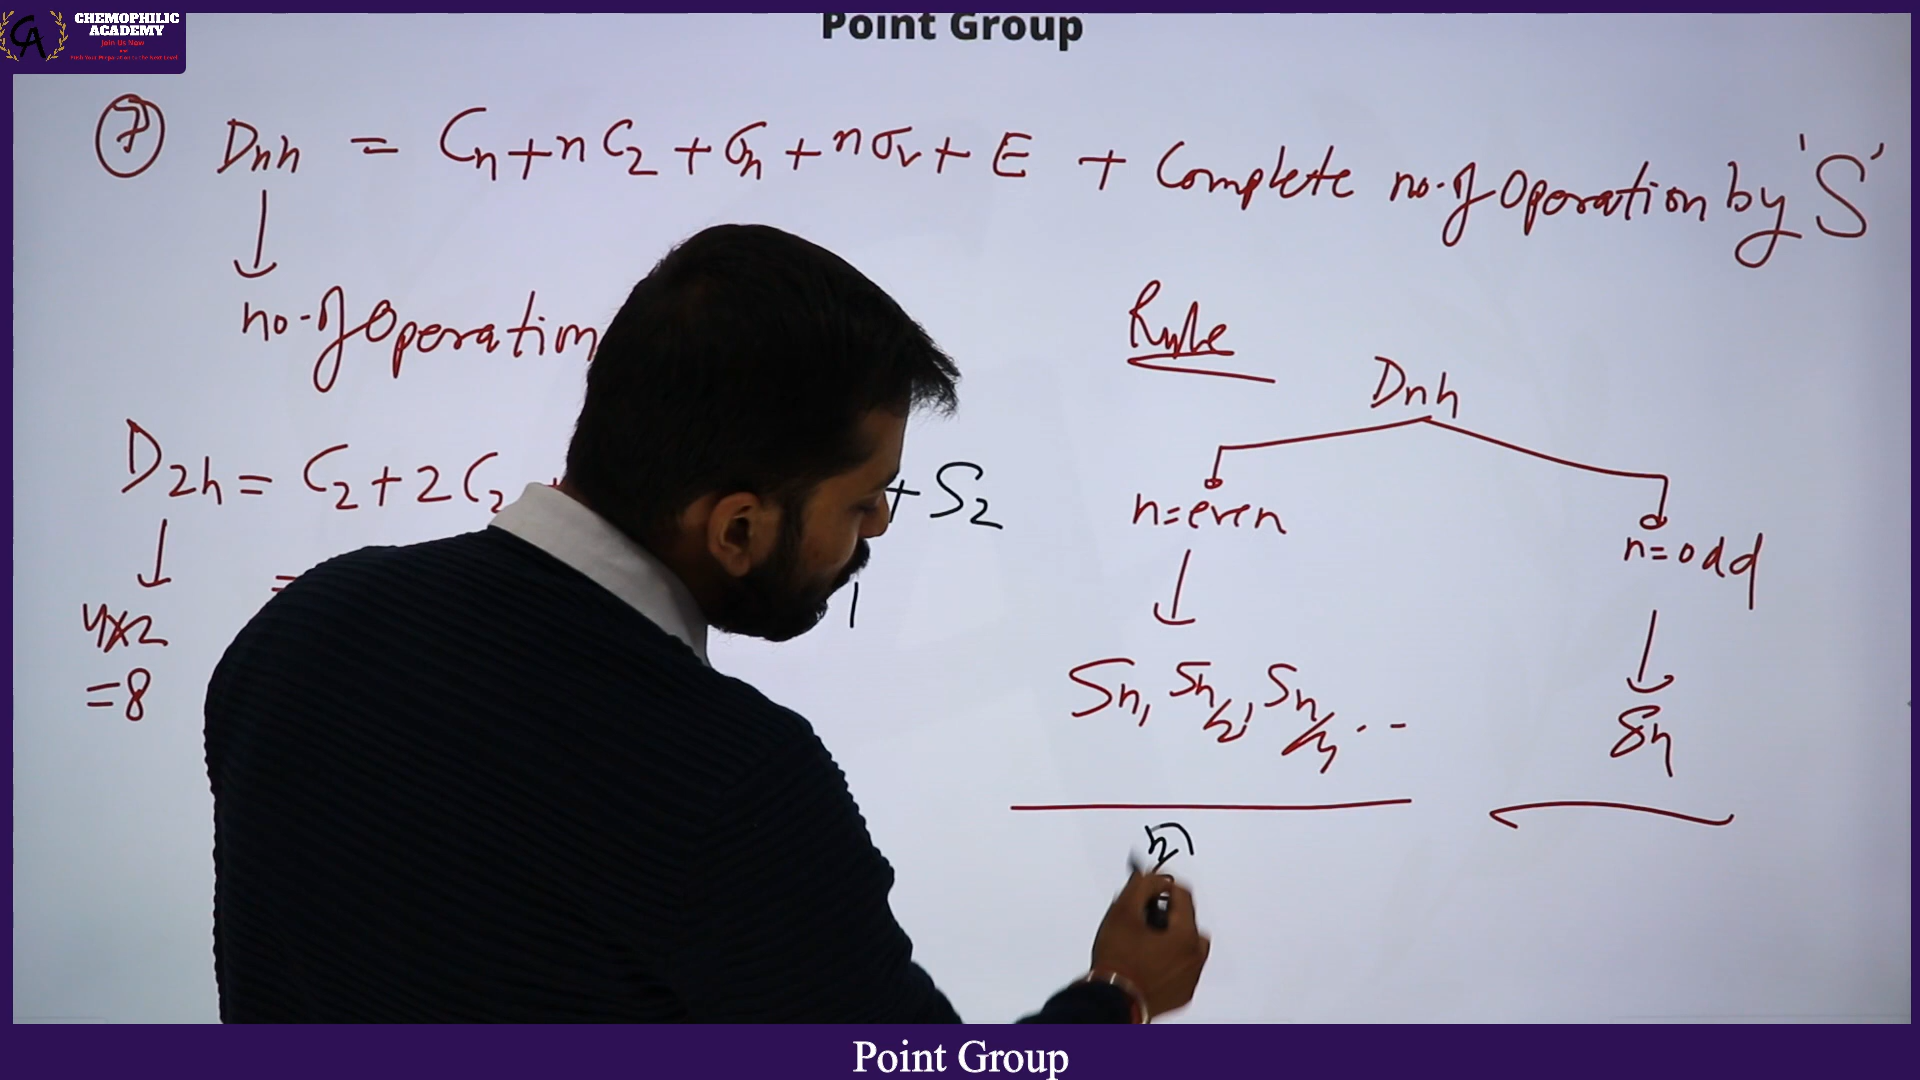 CHEMOPHILIC
ACADEMY
Join Us Now
Point Group
7 Dnh = Cn + nC2 + σh + nσv + E + Complete no. of Operation by 'S'
no. of Operation
Rule
Dnh
D2h = C2 + 2C2 + S2
n = even
n = odd
4×2
= 8
=
1
Sn, Sn/2, Sn/3 . . -
Sn
n/2
Point Group